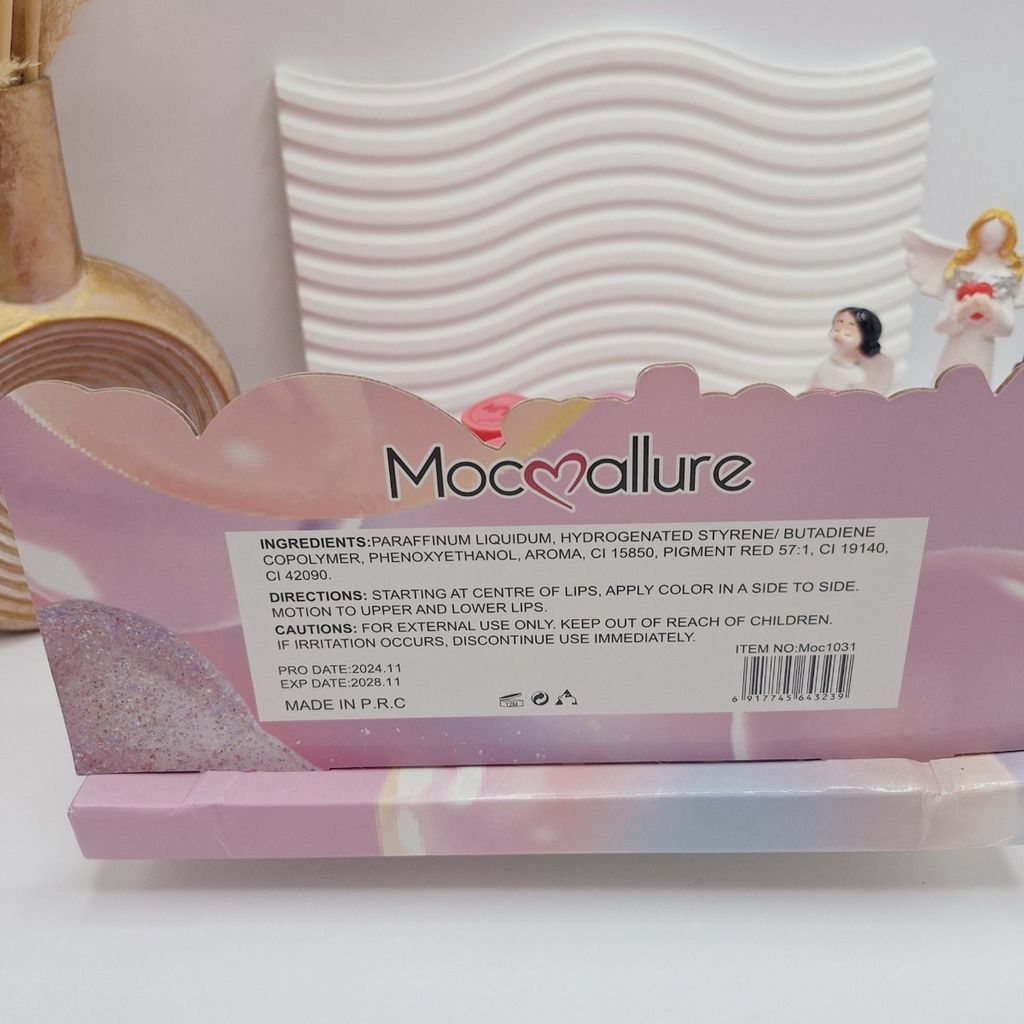 Mocallure
INGREDIENTS:PARAFFINUM LIQUIDUM, HYDROGENATED STYRENE/ BUTADIENE
COPOLYMER, PHENOXYETHANOL, AROMA, CI 15850, PIGMENT RED 57:1, CI 19140,
CI 42090.
DIRECTIONS: STARTING AT CENTRE OF LIPS, APPLY COLOR IN A SIDE TO SIDE.
MOTION TO UPPER AND LOWER LIPS.
CAUTIONS: FOR EXTERNAL USE ONLY. KEEP OUT OF REACH OF CHILDREN.
IF IRRITATION OCCURS, DISCONTINUE USE IMMEDIATELY.
PRO DATE:2024.11
EXP DATE:2028.11
MADE IN P.R.C
12M
ITEM NO:Moc1031
6 917745 643239